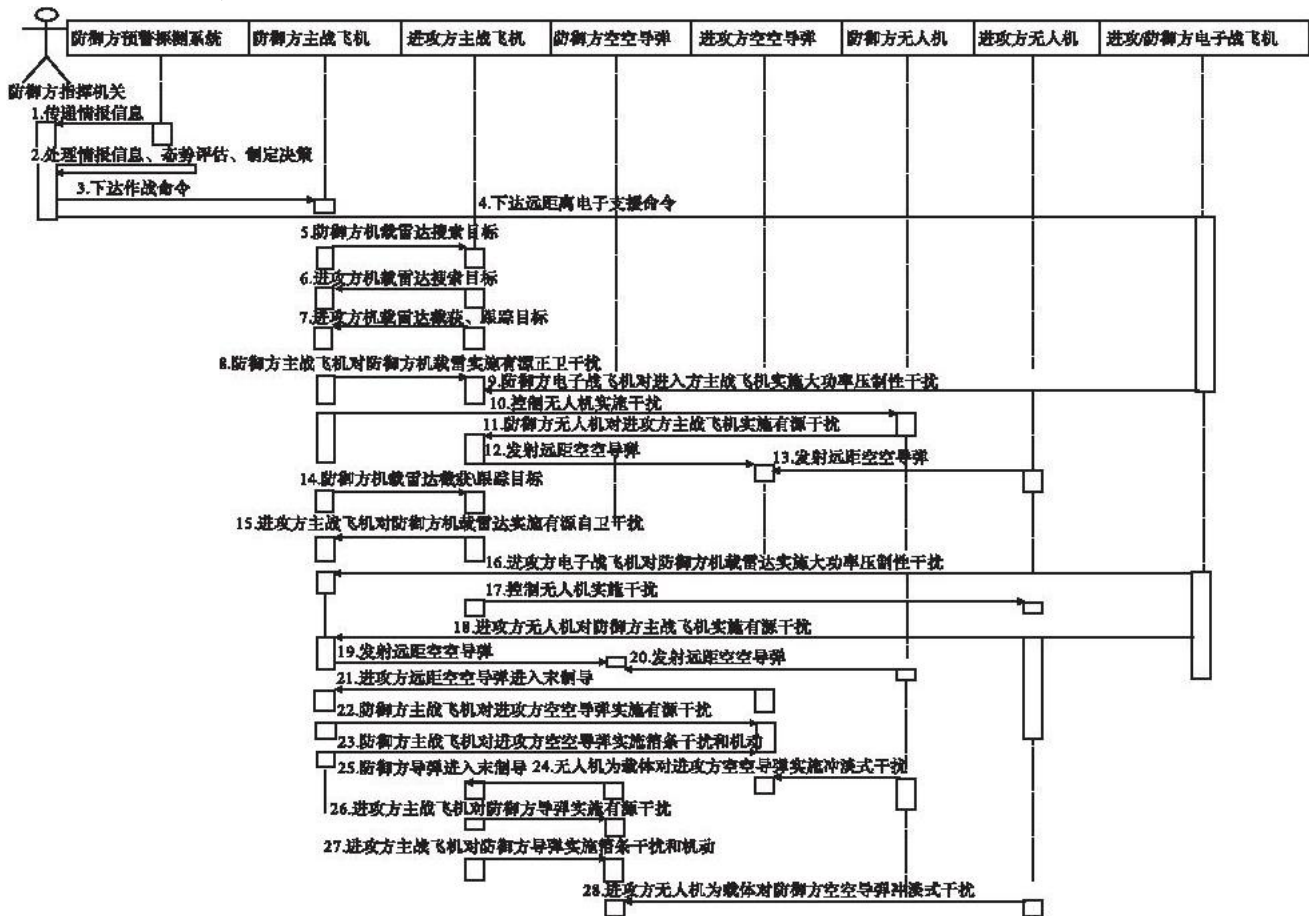 防御方预警探测系统 防御方主战飞机 进攻方主战飞机 防御方空空导弹 进攻方空空导弹 防御方无人机 进攻方无人机 进攻/防御方电子战飞机
防御方指挥机关
1.传递情报信息
2.处理情报信息、态势评估、制定决策
3.下达作战命令
4.下达远距离电子支援命令
5.防御方机载雷达搜索目标
6.进攻方机载雷达搜索目标
7.进攻方机载雷达截获、跟踪目标
8.防御方主战飞机对防御方机载雷实施有源正卫干扰
9.防御方电子战飞机对进入方主战飞机实施大功率压制性干扰
10.控制无人机实施干扰
11.防御方无人机对进攻方主战飞机实施有源干扰
12.发射远距空空导弹
13.发射远距空空导弹
14.防御方机载雷达截获\跟踪目标
15.进攻方主战飞机对防御方机载雷达实施有源自卫干扰
16.进攻方电子战飞机对防御方机载雷达实施大功率压制性干扰
17.控制无人机实施干扰
18.进攻方无人机对防御方主战飞机实施有源干扰
19.发射远距空空导弹
20.发射远距空空导弹
21.进攻方远距空空导弹进入末制导
22.防御方主战飞机对进攻方空空导弹实施有源干扰
23.防御方主战飞机对进攻方空空导弹实施箔条干扰和机动
25.防御方导弹进入末制导
24.无人机为载体对进攻方空空导弹实施冲淡式干扰
26.进攻方主战飞机对防御方导弹实施有源干扰
27.进攻方主战飞机对防御方导弹实施箔条干扰和机动
28.进攻方无人机为载体对防御方空空导弹冲淡式干扰